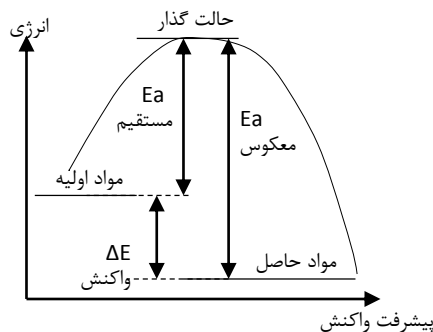 انرژی
حالت گذار
Ea
مستقیم
Ea
معکوس
مواد اولیه
ΔE
واکنش
مواد حاصل
پیشرفت واکنش